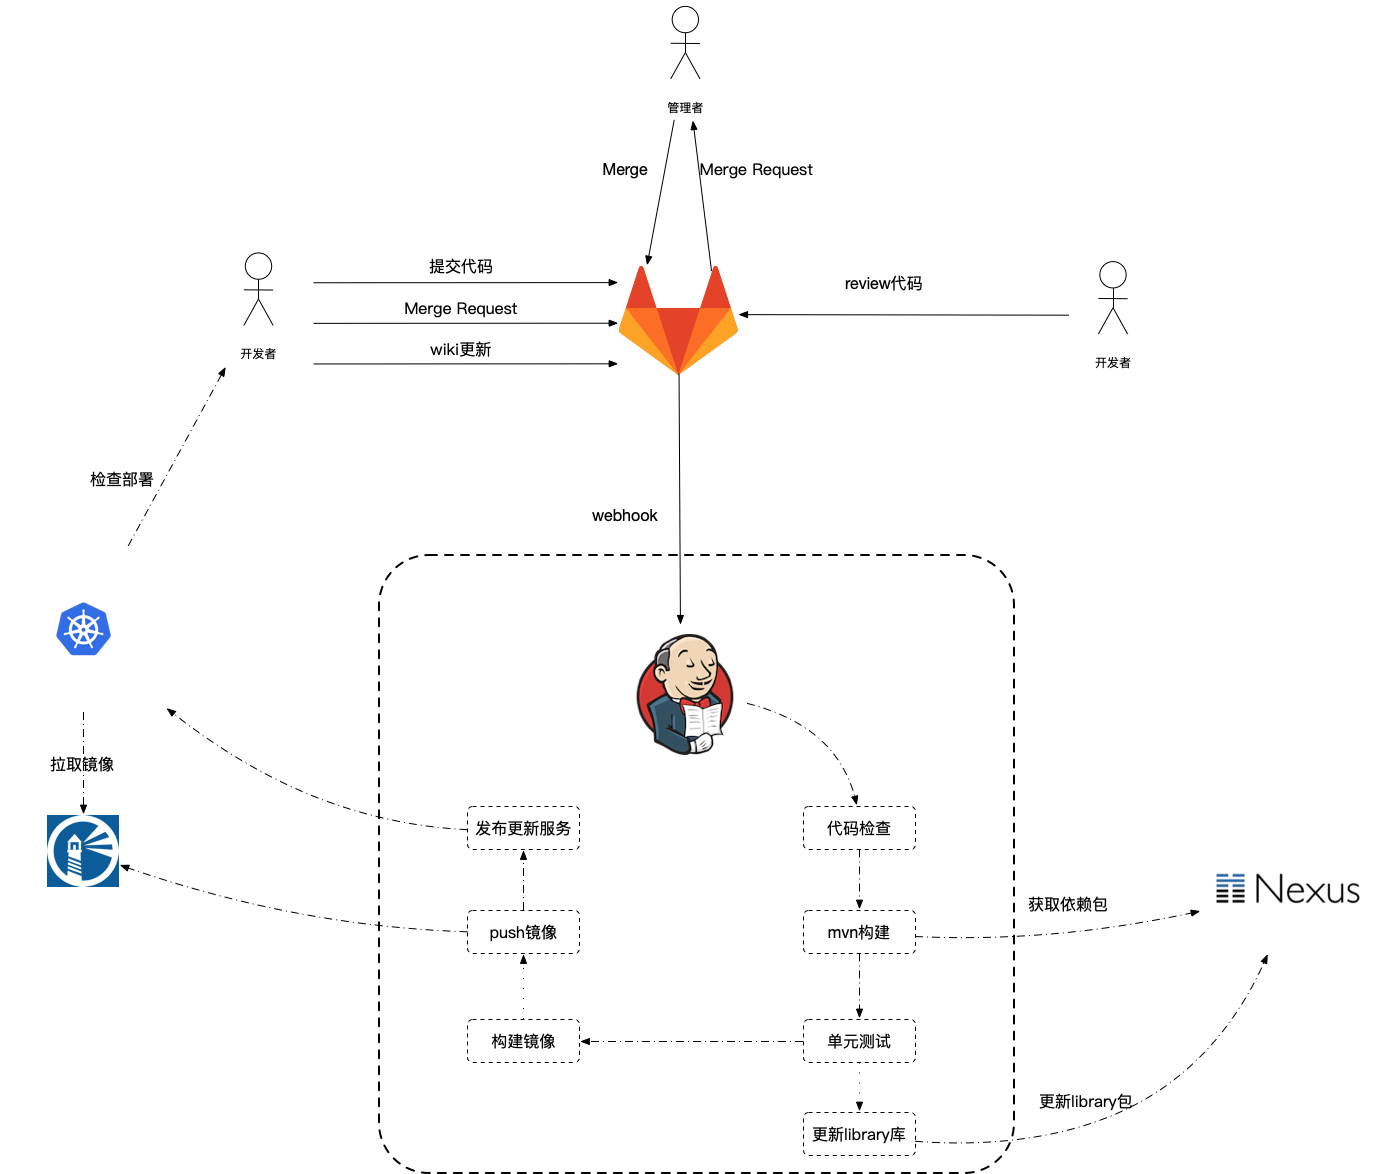 管理者
Merge
Merge Request
提交代码
review代码
Merge Request
wiki更新
开发者
开发者
检查部署
webhook
拉取镜像
发布更新服务
代码检查
Nexus
获取依赖包
push镜像
mvn构建
构建镜像
单元测试
更新library包
更新library库